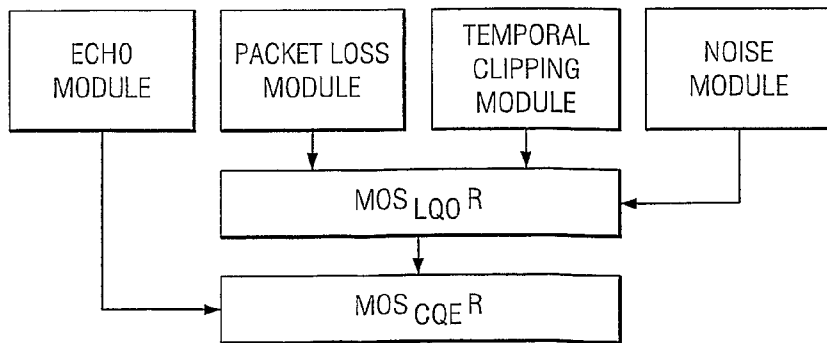 ECHO
MODULE
PACKET LOSS
MODULE
TEMPORAL
CLIPPING
MODULE
NOISE
MODULE
MOS LQO R
MOS CQE R